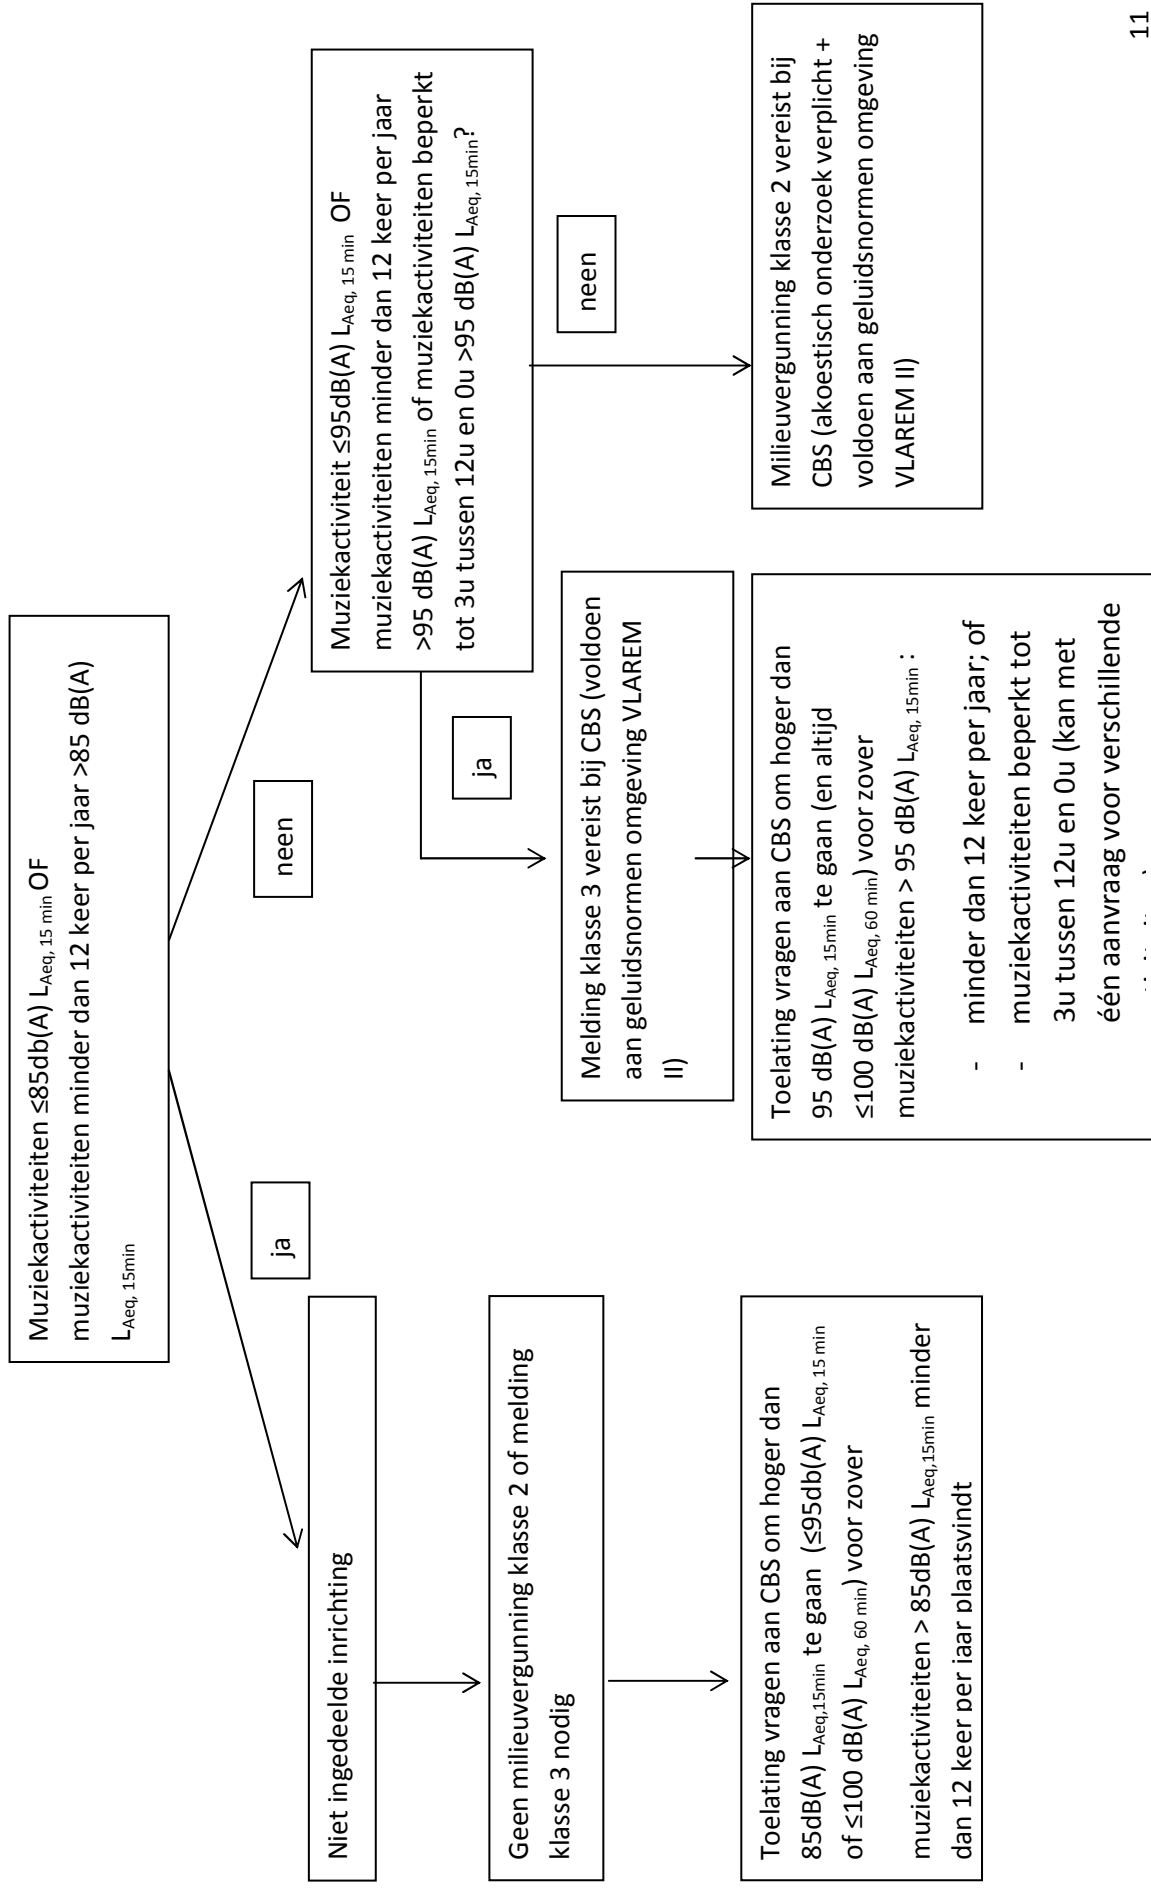 Muziekactiviteiten ≤85db(A) LAeq, 15 min OF
muziekactiviteiten minder dan 12 keer per jaar >85 dB(A)
LAeq, 15min
ja
neen
Niet ingedeelde inrichting
Geen milieuvergunning klasse 2 of melding
klasse 3 nodig
Toelating vragen aan CBS om hoger dan
85dB(A) LAeq,15min te gaan (≤95db(A) LAeq, 15 min
of ≤100 dB(A) LAeq, 60 min) voor zover
muziekactiviteiten > 85dB(A) LAeq,15min minder
dan 12 keer per jaar plaatsvindt
Muziekactiviteit ≤95dB(A) LAeq, 15 min OF
muziekactiviteiten minder dan 12 keer per jaar
>95 dB(A) LAeq, 15min of muziekactiviteiten beperkt
tot 3u tussen 12u en 0u >95 dB(A) LAeq, 15min?
ja
neen
Melding klasse 3 vereist bij CBS (voldoen
aan geluidsnormen omgeving VLAREM
II)
Toelating vragen aan CBS om hoger dan
95 dB(A) LAeq, 15min te gaan (en altijd
≤100 dB(A) LAeq, 60 min) voor zover
muziekactiviteiten > 95 dB(A) LAeq, 15min :
- minder dan 12 keer per jaar; of
- muziekactiviteiten beperkt tot
3u tussen 12u en 0u (kan met
één aanvraag voor verschillende
Milieuvergunning klasse 2 vereist bij
CBS (akoestisch onderzoek verplicht +
voldoen aan geluidsnormen omgeving
VLAREM II)
11